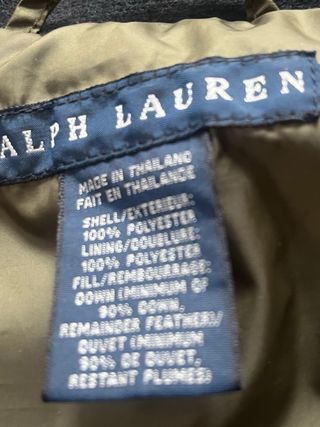 ALPH LAUREN
MADE IN THAILAND
FAIT EN THAILANDE
SHELL/EXTERIEUR:
100% POLYESTER
LINING/DOUBLURE:
100% POLYESTER
FILL/REMBOURRAGE:
DOWN (MINIMUM OF
90% DOWN,
REMAINDER FEATHER)/
DUVET (MINIMUM
90% DE DUVET,
RESTANT PLUMES)